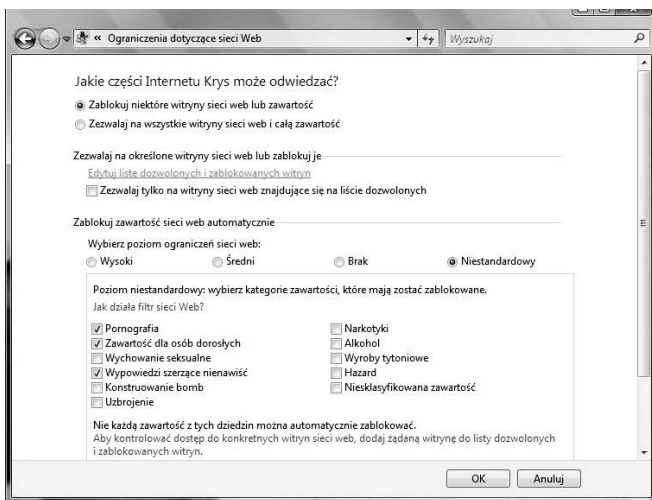 « Ograniczenia dotyczące sieci Web
Wyszukaj
Jakie części Internetu Krys może odwiedzać?
Zablokuj niektóre witryny sieci web lub zawartość
Zezwalaj na wszystkie witryny sieci web i całą zawartość
Zezwalaj na określone witryny sieci web lub zablokuj je
Edytuj listę dozwolonych i zablokowanych witryn
Zezwalaj tylko na witryny sieci web znajdujące się na liście dozwolonych
Zablokuj zawartość sieci web automatycznie
Wybierz poziom ograniczeń sieci web:
Wysoki Średni Brak Niestandardowy
Poziom niestandardowy: wybierz kategorie zawartości, które mają zostać zablokowane.
Jak działa filtr sieci Web?
Pornografia Narkotyki
Zawartość dla osób dorosłych Alkohol
Wychowanie seksualne Wyroby tytoniowe
Wypowiedzi szerzące nienawiść Hazard
Konstruowanie bomb Niesklasyfikowana zawartość
Uzbrojenie
Nie każdą zawartość z tych dziedzin można automatycznie zablokować.
Aby kontrolować dostęp do konkretnych witryn sieci web, dodaj żądaną witrynę do listy dozwolonych
i zablokowanych witryn.
OK Anuluj